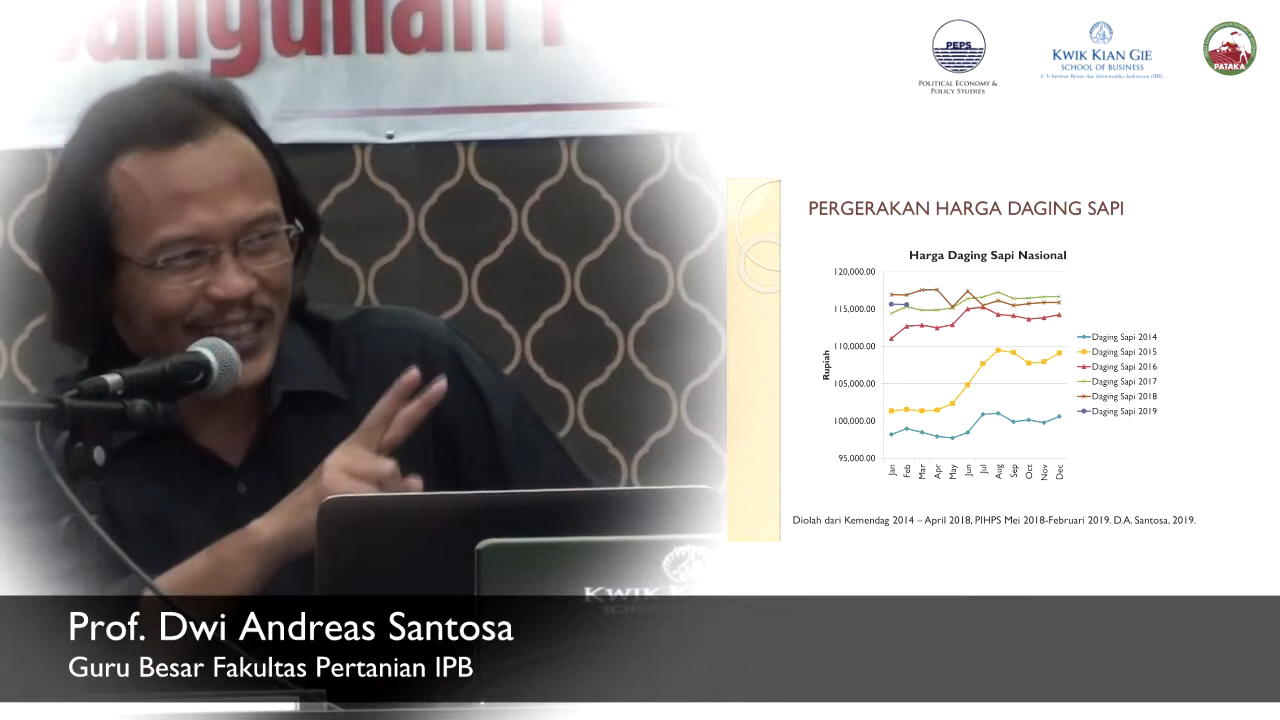 PEPS
POLITICAL ECONOMY &
POLICY STUDIES
KWIK KIAN GIE
SCHOOL OF BUSINESS
PATAKA
PERGERAKAN HARGA DAGING SAPI
Harga Daging Sapi Nasional
120,000.00
115,000.00
110,000.00
105,000.00
100,000.00
95,000.00
Rupiah
Jan Feb Mar Apr May Jun Jul Aug Sep Oct Nov Dec
Daging Sapi 2014
Daging Sapi 2015
Daging Sapi 2016
Daging Sapi 2017
Daging Sapi 2018
Daging Sapi 2019
Diolah dari Kemendag 2014 – April 2018, PIHPS Mei 2018-Februari 2019. D.A. Santosa, 2019.
KWIK K
Prof. Dwi Andreas Santosa
Guru Besar Fakultas Pertanian IPB